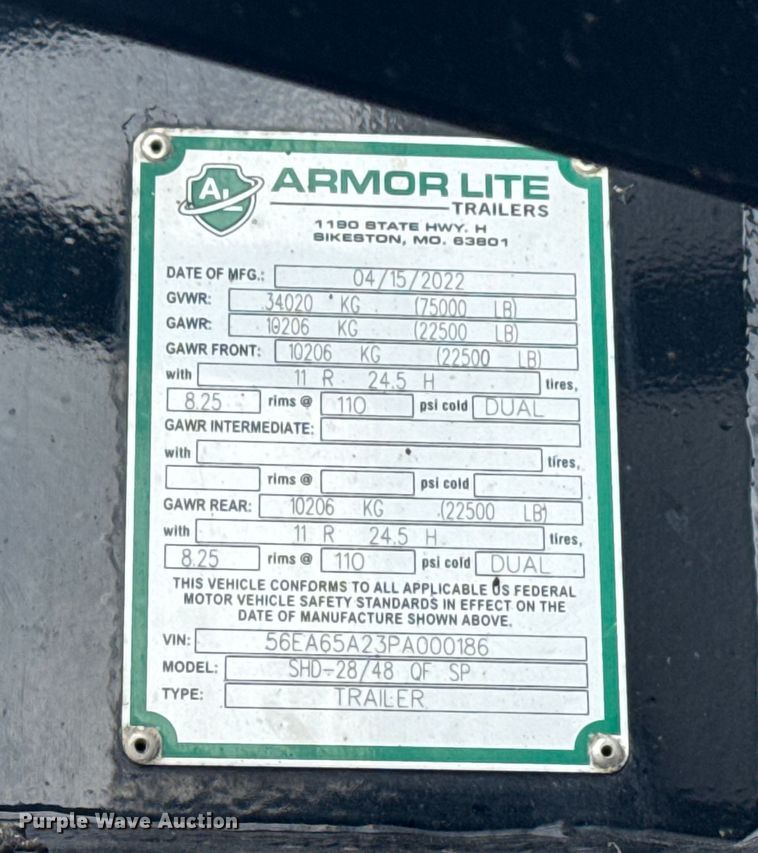 AL ARMOR LITE
TRAILERS
1190 STATE HWY. H
SIKESTON, MO. 63801
DATE OF MFG.: 04/15/2022
GVWR: 34020 KG (75000 LB)
GAWR: 10206 KG (22500 LB)
GAWR FRONT: 10206 KG (22500 LB)
with 11 R 24.5 H tires,
8.25 rims @ 110 psi cold DUAL
GAWR INTERMEDIATE:
with tires,
rims @ psi cold
GAWR REAR: 10206 KG (22500 LB)
with 11 R 24.5 H tires,
8.25 rims @ 110 psi cold DUAL
THIS VEHICLE CONFORMS TO ALL APPLICABLE US FEDERAL
MOTOR VEHICLE SAFETY STANDARDS IN EFFECT ON THE
DATE OF MANUFACTURE SHOWN ABOVE.
VIN: 56EA65A23PA000186
MODEL: SHD-28/48 QF SP
TYPE: TRAILER
Purple Wave Auction